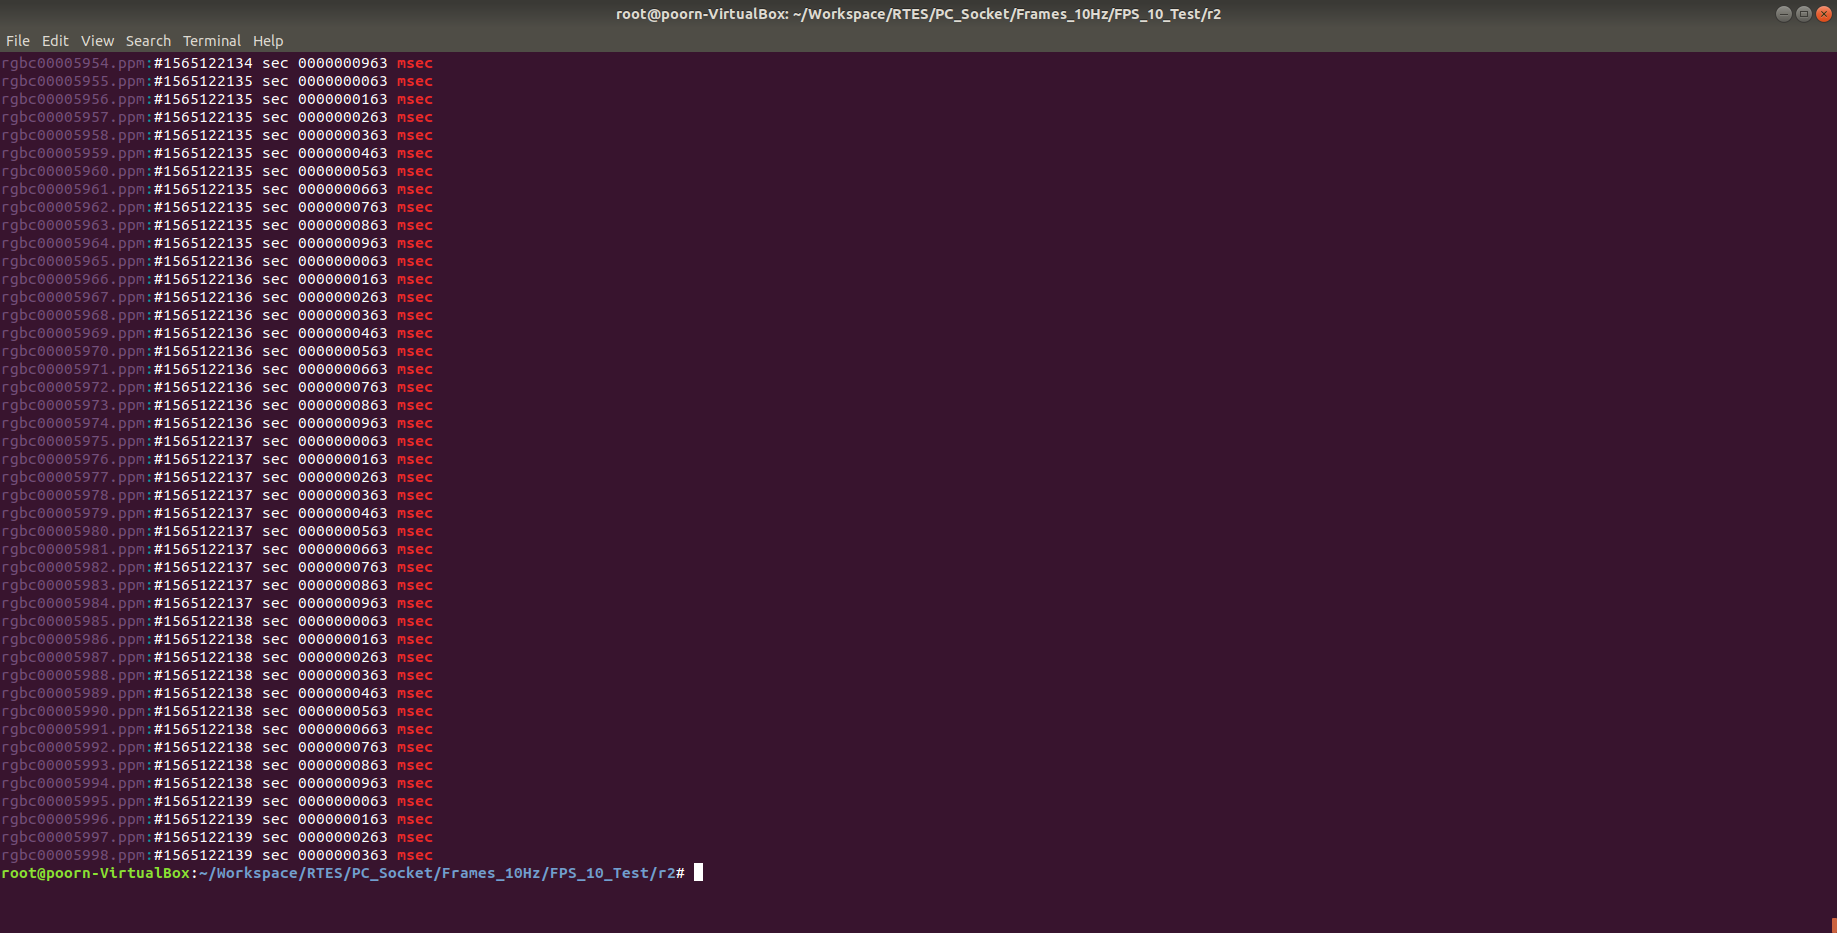 root@poorn-VirtualBox: ~/Workspace/RTES/PC_Socket/Frames_10Hz/FPS_10_Test/r2
File Edit View Search Terminal Help
rgbc00005954.ppm:#1565122134 sec 0000000963 msec
rgbc00005955.ppm:#1565122135 sec 0000000063 msec
rgbc00005956.ppm:#1565122135 sec 0000000163 msec
rgbc00005957.ppm:#1565122135 sec 0000000263 msec
rgbc00005958.ppm:#1565122135 sec 0000000363 msec
rgbc00005959.ppm:#1565122135 sec 0000000463 msec
rgbc00005960.ppm:#1565122135 sec 0000000563 msec
rgbc00005961.ppm:#1565122135 sec 0000000663 msec
rgbc00005962.ppm:#1565122135 sec 0000000763 msec
rgbc00005963.ppm:#1565122135 sec 0000000863 msec
rgbc00005964.ppm:#1565122135 sec 0000000963 msec
rgbc00005965.ppm:#1565122136 sec 0000000063 msec
rgbc00005966.ppm:#1565122136 sec 0000000163 msec
rgbc00005967.ppm:#1565122136 sec 0000000263 msec
rgbc00005968.ppm:#1565122136 sec 0000000363 msec
rgbc00005969.ppm:#1565122136 sec 0000000463 msec
rgbc00005970.ppm:#1565122136 sec 0000000563 msec
rgbc00005971.ppm:#1565122136 sec 0000000663 msec
rgbc00005972.ppm:#1565122136 sec 0000000763 msec
rgbc00005973.ppm:#1565122136 sec 0000000863 msec
rgbc00005974.ppm:#1565122136 sec 0000000963 msec
rgbc00005975.ppm:#1565122137 sec 0000000063 msec
rgbc00005976.ppm:#1565122137 sec 0000000163 msec
rgbc00005977.ppm:#1565122137 sec 0000000263 msec
rgbc00005978.ppm:#1565122137 sec 0000000363 msec
rgbc00005979.ppm:#1565122137 sec 0000000463 msec
rgbc00005980.ppm:#1565122137 sec 0000000563 msec
rgbc00005981.ppm:#1565122137 sec 0000000663 msec
rgbc00005982.ppm:#1565122137 sec 0000000763 msec
rgbc00005983.ppm:#1565122137 sec 0000000863 msec
rgbc00005984.ppm:#1565122137 sec 0000000963 msec
rgbc00005985.ppm:#1565122138 sec 0000000063 msec
rgbc00005986.ppm:#1565122138 sec 0000000163 msec
rgbc00005987.ppm:#1565122138 sec 0000000263 msec
rgbc00005988.ppm:#1565122138 sec 0000000363 msec
rgbc00005989.ppm:#1565122138 sec 0000000463 msec
rgbc00005990.ppm:#1565122138 sec 0000000563 msec
rgbc00005991.ppm:#1565122138 sec 0000000663 msec
rgbc00005992.ppm:#1565122138 sec 0000000763 msec
rgbc00005993.ppm:#1565122138 sec 0000000863 msec
rgbc00005994.ppm:#1565122138 sec 0000000963 msec
rgbc00005995.ppm:#1565122139 sec 0000000063 msec
rgbc00005996.ppm:#1565122139 sec 0000000163 msec
rgbc00005997.ppm:#1565122139 sec 0000000263 msec
rgbc00005998.ppm:#1565122139 sec 0000000363 msec
root@poorn-VirtualBox:~/Workspace/RTES/PC_Socket/Frames_10Hz/FPS_10_Test/r2#